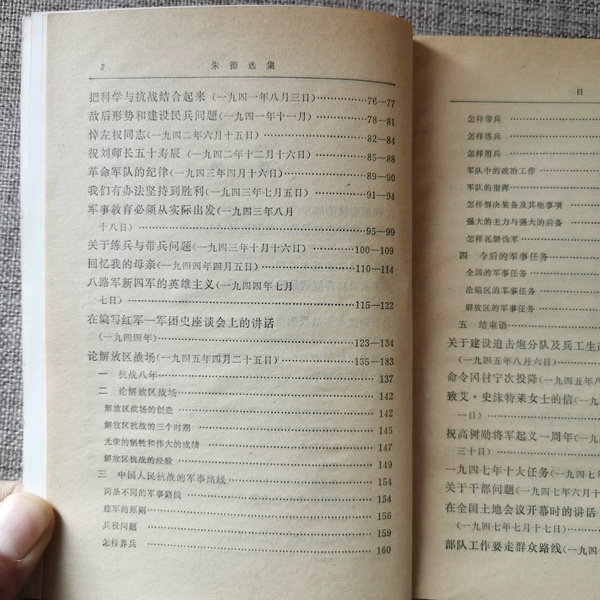 2 朱德选集
把科学与抗战结合起来(一九四一年八月三日)……………76—77
敌后形势和建设民兵问题(一九四一年十一月)……………78—81
悼左权同志(一九四二年六月十五日)……………82—84
祝刘师长五十寿辰(一九四二年十二月十六日)……………85—88
革命军队的纪律(一九四三年四月十六日)……………89—90
我们有办法坚持到胜利(一九四三年七月五日)……………91—94
军事教育必须从实际出发(一九四三年八月
十八日)……………95—99
关于练兵与带兵问题(一九四三年十月十六日)……………100—109
回忆我的母亲(一九四四年四月五日)……………110—114
八路军新四军的英雄主义(一九四四年七月
七日)……………115—122
在编写红军一军团史座谈会上的讲话
(一九四四年)……………123—134
论解放区战场(一九四五年四月二十五日)……………135—183
一 抗战八年……………137
二 论解放区战场……………142
解放区战场的创造……………142
解放区抗战的三个时期……………145
光荣的牺牲和伟大的成绩……………147
解放区抗战的经验……………149
三 中国人民抗战的军事路线……………154
两条不同的军事路线……………154
建军的原则……………156
兵役问题……………159
怎样养兵……………160
目
怎样带兵
怎样练兵
怎样用兵
军队中的政治工作
军队的指挥
怎样解决装备及其他事项
强大的主力与强大的后备
怎样瓦解伪军
四 今后的军事任务
全国的军事任务
沦陷区的军事任务
解放区的军事任务
五 结束语
关于建设迫击炮分队及兵工生产
(一九四五年八月六日)
命令冈村宁次投降(一九四五年
致艾·史沫特莱女士的信(一九
一日)
祝高树勋将军起义一周年(一九
三十日)
一九四七年十大任务(一九四七年
关于干部问题(一九四七年六月十
在全国土地会议开幕时的讲话
(一九四七年七月十七日)
部队工作要走群众路线(一九四